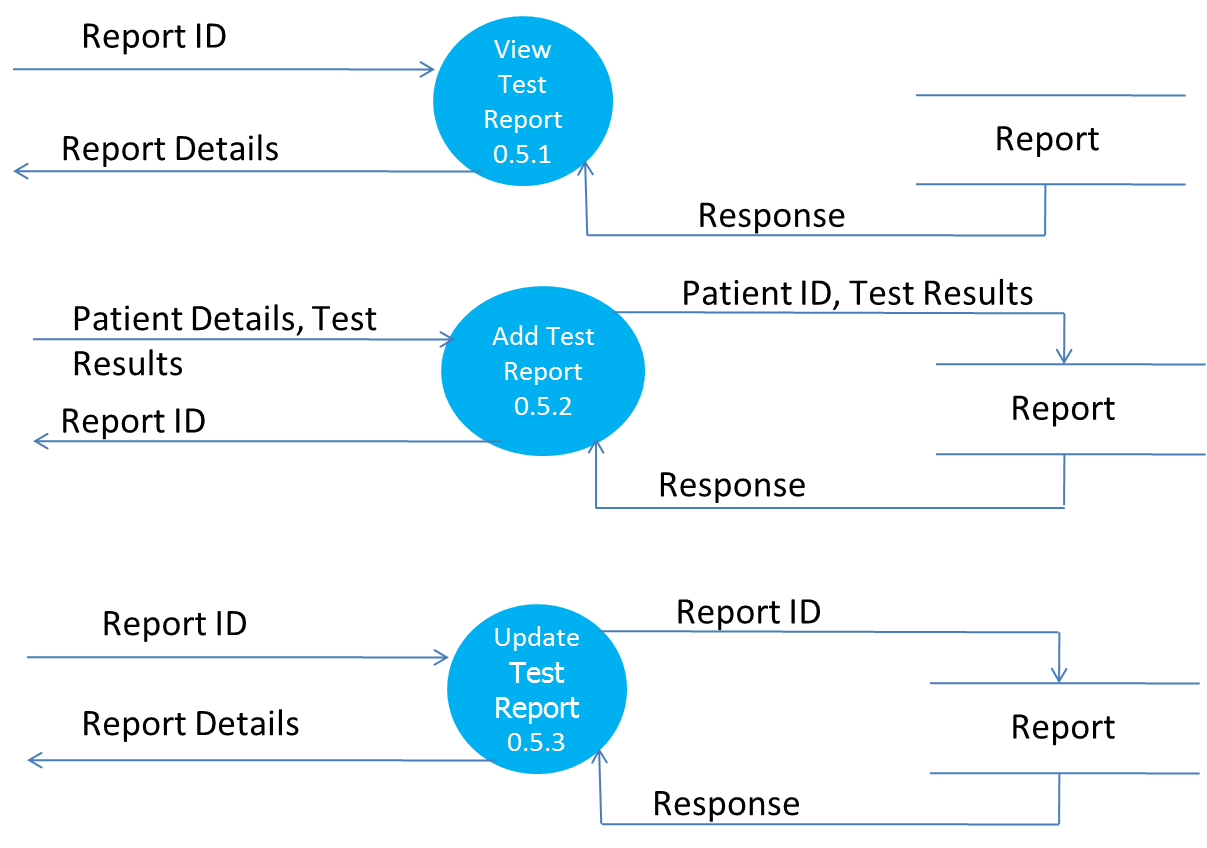 Report ID
View
Test
Report
0.5.1
Report Details
Report
Response
Patient Details, Test
Results
Report ID
Add Test
Report
0.5.2
Patient ID, Test Results
Report
Response
Report ID
Report Details
Update
Test
Report
0.5.3
Report ID
Report
Response